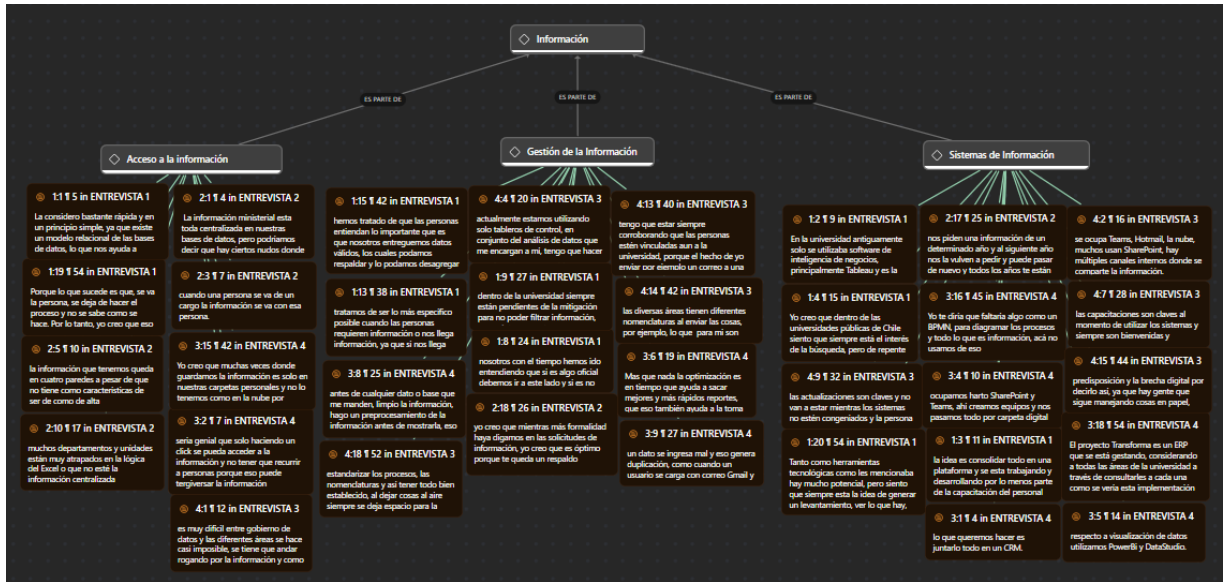 Información
ES PARTE DE
ES PARTE DE
ES PARTE DE
Acceso a la información
1:1 ¶ 5 in ENTREVISTA 1
La considero bastante rápida y en
un principio simple, ya que existe
un modelo relacional de las bases
de datos, lo que nos ayuda a
1:19 ¶ 54 in ENTREVISTA 1
Porque lo que sucede es que, se va
la persona, se deja de hacer el
proceso y no se sabe como se
hace. Por lo tanto, yo creo que eso
2:5 ¶ 10 in ENTREVISTA 2
la información que tenemos queda
en cuatro paredes a pesar de que
no tiene como características de
ser de como de alta
2:10 ¶ 17 in ENTREVISTA 2
muchos departamentos y unidades
están muy atrapados en la lógica
del Excel o que no esté la
información centralizada
2:1 ¶ 4 in ENTREVISTA 2
La información ministerial esta
toda centralizada en nuestras
bases de datos, pero podríamos
decir que hay ciertos nudos donde
2:3 ¶ 7 in ENTREVISTA 2
cuando una persona se va de un
cargo la información se va con esa
persona.
3:15 ¶ 42 in ENTREVISTA 4
Yo creo que muchas veces donde
guardamos la información es solo en
nuestras carpetas personales y no lo
tenemos como en la nube por
3:2 ¶ 7 in ENTREVISTA 4
seria genial que solo haciendo un
click se pueda acceder a la
información y no tener que recurrir
a personas porque eso puede
tergiversar la información
4:1 ¶ 12 in ENTREVISTA 3
es muy difícil entre gobierno de
datos y las diferentes áreas se hace
casi imposible, se tiene que andar
rogando por la información y como
Gestión de la Información
1:15 ¶ 42 in ENTREVISTA 1
hemos tratado de que las personas
entiendan lo importante que es
que nosotros entreguemos datos
válidos, los cuales podamos
respaldar y lo podamos desagregar
1:13 ¶ 38 in ENTREVISTA 1
tratamos de ser lo más especifico
posible cuando las personas
requieren información o nos llega
información, ya que si nos llega
3:8 ¶ 25 in ENTREVISTA 4
antes de cualquier dato o base que
me manden, limpio la información,
hago un preprocesamiento de la
información antes de mostrarla, eso
4:18 ¶ 52 in ENTREVISTA 3
estandarizar los procesos, las
nomenclaturas y asi tener todo bien
establecido, al dejar cosas al aire
siempre se deja espacio para la
4:4 ¶ 20 in ENTREVISTA 3
actualmente estamos utilizando
solo tableros de control, en
conjunto del análisis de datos que
me encargan a mi, tengo que hacer
1:9 ¶ 27 in ENTREVISTA 1
dentro de la universidad siempre
están pendientes de la mitigación
para no poder filtrar información,
1:8 ¶ 24 in ENTREVISTA 1
nosotros con el tiempo hemos ido
entendiendo que si es algo oficial
debemos ir a este lado y si es no
2:18 ¶ 26 in ENTREVISTA 2
yo creo que mientras más formalidad
haya digamos en las solicitudes de
información, yo creo que es óptimo
porque te queda un respaldo
4:13 ¶ 40 in ENTREVISTA 3
tengo que estar siempre
corroborando que las personas
están vinculadas aun a la
universidad, porque el hecho de yo
enviar por ejemplo un correo a una
4:14 ¶ 42 in ENTREVISTA 3
las diversas áreas tienen diferentes
nomenclaturas al enviar las cosas,
por ejemplo, lo que para mi son
3:6 ¶ 19 in ENTREVISTA 4
Mas que nada la optimización es
en tiempo que ayuda a sacar
mejores y más rápidos reportes,
que eso también ayuda a la toma
3:9 ¶ 27 in ENTREVISTA 4
un dato se ingresa mal y eso genera
duplicación, como cuando un
usuario se carga con correo Gmail y
Sistemas de Información
1:2 ¶ 9 in ENTREVISTA 1
En la universidad antiguamente
solo se utilizaba software de
inteligencia de negocios,
principalmente Tableau y es la
1:4 ¶ 15 in ENTREVISTA 1
Yo creo que dentro de las
universidades públicas de Chile
siento que siempre está el interés
de la búsqueda, pero de repente
4:9 ¶ 32 in ENTREVISTA 3
las actualizaciones son claves y no
van a estar mientras los sistemas
no estén congeniados y la persona
1:20 ¶ 54 in ENTREVISTA 1
Tanto como herramientas
tecnológicas como les mencionaba
hay mucho potencial, pero siento
que siempre esta la idea de generar
un levantamiento, ver lo que hay,
2:17 ¶ 25 in ENTREVISTA 2
nos piden una información de un
determinado año y al siguiente año
nos la vulven a pedir y puede pasar
de nuevo y todos los años te están
3:16 ¶ 45 in ENTREVISTA 4
Yo te diria que faltaría algo como un
BPMN, para diagramar los procesos
y todo lo que es información, acá no
usamos de eso
3:4 ¶ 10 in ENTREVISTA 4
ocupamos harto SharePoint y
Teams, ahí creamos equipos y nos
pasamos todo por carpeta digital
1:3 ¶ 11 in ENTREVISTA 1
la idea es consolidar todo en una
plataforma y se esta trabajando y
desarrollando por lo menos parte
de la capacitación del personal
3:1 ¶ 4 in ENTREVISTA 4
lo que queremos hacer es
juntarlo todo en un CRM.
4:2 ¶ 16 in ENTREVISTA 3
se ocupa Teams, Hotmail, la nube,
muchos usan SharePoint, hay
múltiples canales internos donde se
comparte la información.
4:7 ¶ 28 in ENTREVISTA 3
las capacitaciones son claves al
momento de utilizar los sistemas y
siempre son bienvenidas y
4:15 ¶ 44 in ENTREVISTA 3
predisposición y la brecha digital por
decirlo así, ya que hay gente que
sigue manejando cosas en papel,
3:18 ¶ 54 in ENTREVISTA 4
El proyecto Transforma es un ERP
que se está gestando, considerando
a todas las áreas de la universidad a
través de consultarles a cada una
como se vería esta implementación
3:5 ¶ 14 in ENTREVISTA 4
respecto a visualización de datos
utilizamos PowerBi y DataStudio.